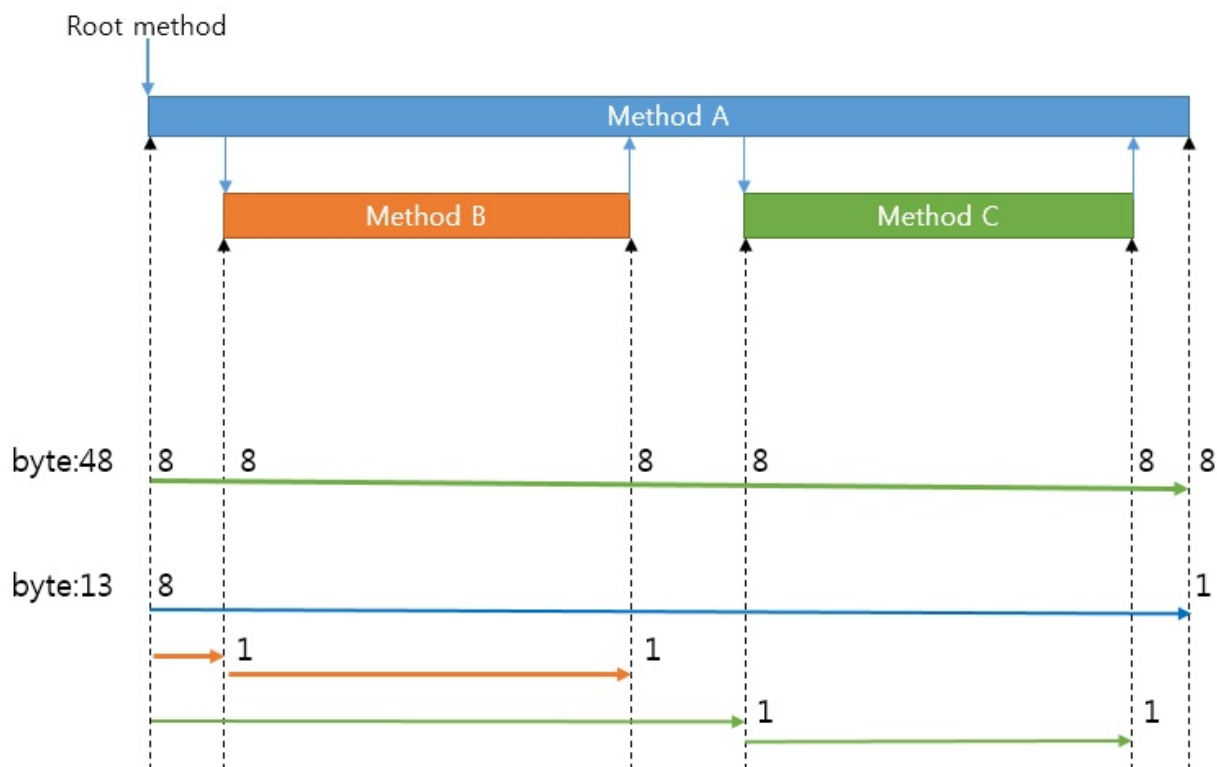 Root method
Method A
Method B
Method C
byte:48 8 8 8 8 8 8
byte:13 8 1
1 1
1 1